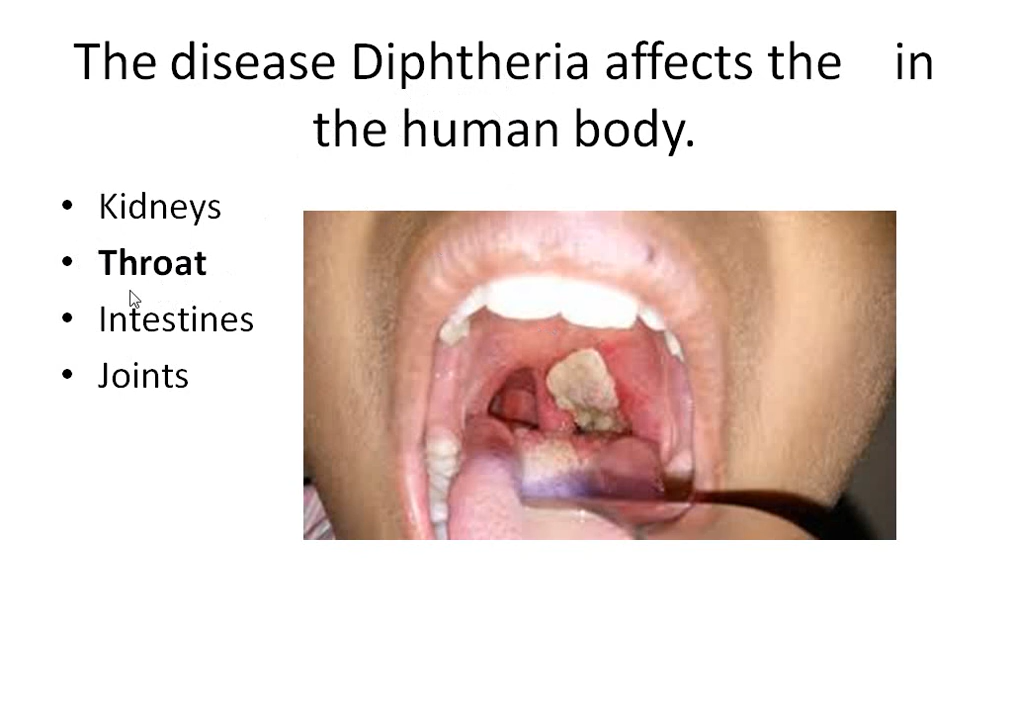 The disease Diphtheria affects the in
the human body.
• Kidneys
• Throat
• Intestines
• Joints